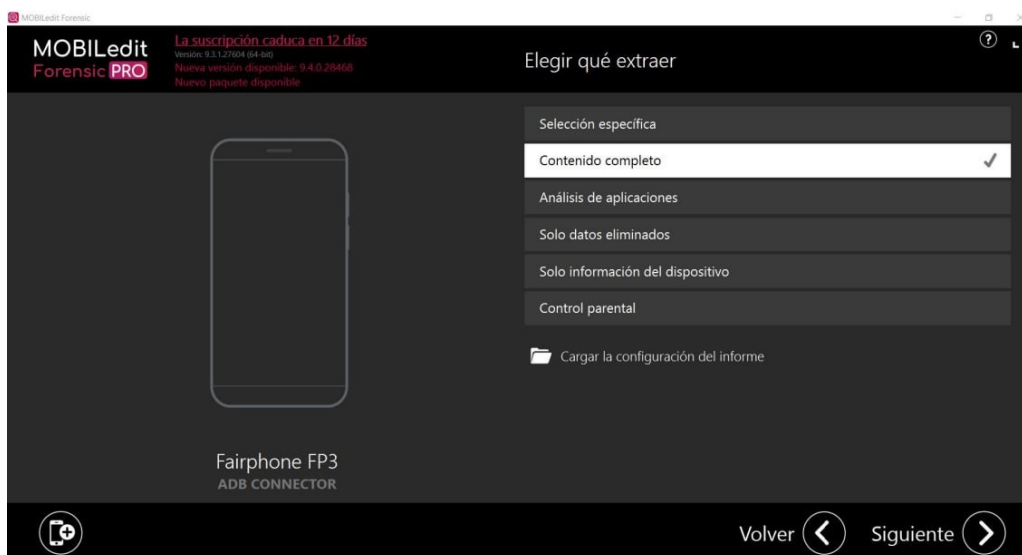 MOBILedit Forensic
MOBILedit
Forensic PRO
La suscripción caduca en 12 días
Versión: 9.3.1.27604 (64-bit)
Nueva versión disponible: 9.4.0.28468
Nuevo paquete disponible
Elegir qué extraer
?
Selección específica
Contenido completo
Análisis de aplicaciones
Solo datos eliminados
Solo información del dispositivo
Control parental
Cargar la configuración del informe
Fairphone FP3
ADB CONNECTOR
Volver
Siguiente